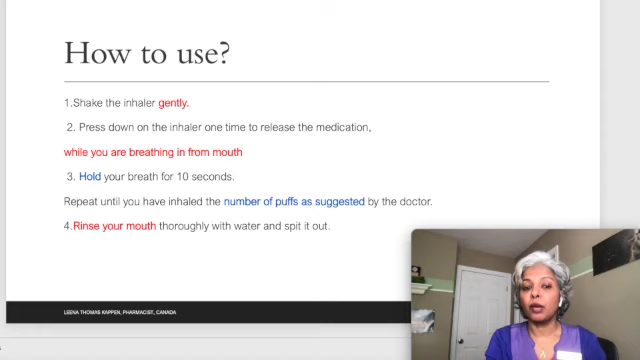 How to use?
1.Shake the inhaler gently.
2. Press down on the inhaler one time to release the medication,
while you are breathing in from mouth
3. Hold your breath for 10 seconds.
Repeat until you have inhaled the number of puffs as suggested by the doctor.
4.Rinse your mouth thoroughly with water and spit it out.
LEENA THOMAS KAPPEN, PHARMACIST, CANADA